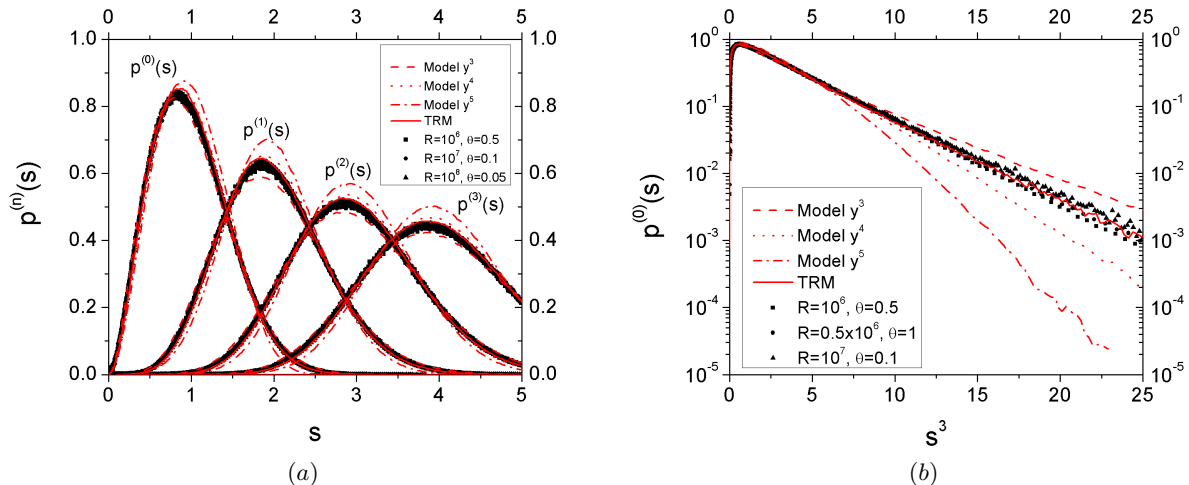 0 1 2 3 4 5
1.0
0.8
0.6
0.4
0.2
0.0
p⁽ⁿ⁾(s)
p⁽⁰⁾(s)
p⁽¹⁾(s)
p⁽²⁾(s)
p⁽³⁾(s)
Model y³
Model y⁴
Model y⁵
TRM
R=10⁶, θ=0.5
R=10⁷, θ=0.1
R=10⁸, θ=0.05
1.0
0.8
0.6
0.4
0.2
0.0
0 1 2 3 4 5
s
(a)
0 5 10 15 20 25
10⁰
10⁻¹
10⁻²
10⁻³
10⁻⁴
10⁻⁵
p⁽⁰⁾(s)
Model y³
Model y⁴
Model y⁵
TRM
R=10⁶, θ=0.5
R=0.5x10⁶, θ=1
R=10⁷, θ=0.1
10⁰
10⁻¹
10⁻²
10⁻³
10⁻⁴
10⁻⁵
0 5 10 15 20 25
s³
(b)